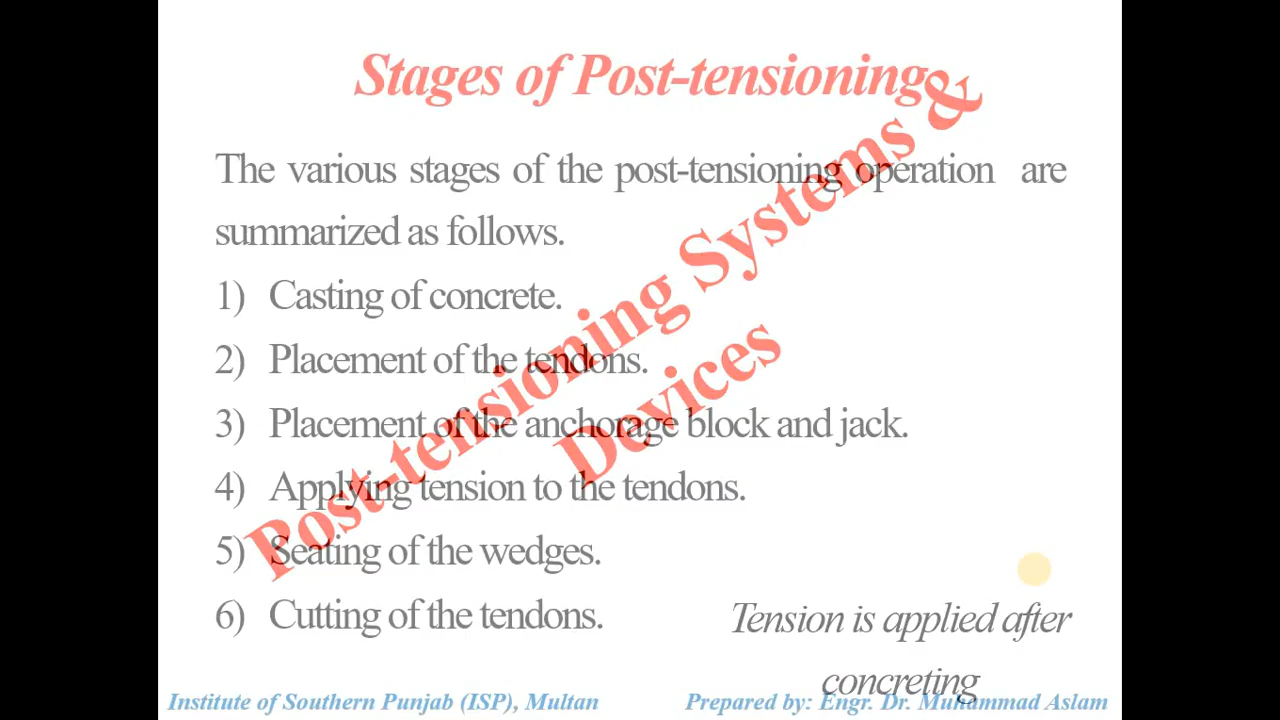 Stages of Post-tensioning
The various stages of the post-tensioning operation are
summarized as follows.
1) Casting of concrete.
2) Placement of the tendons.
3) Placement of the anchorage block and jack.
4) Applying tension to the tendons.
5) Seating of the wedges.
6) Cutting of the tendons.
Tension is applied after
concreting
Post-tensioning Systems &
Devices
Institute of Southern Punjab (ISP), Multan
Prepared by: Engr. Dr. Muhammad Aslam